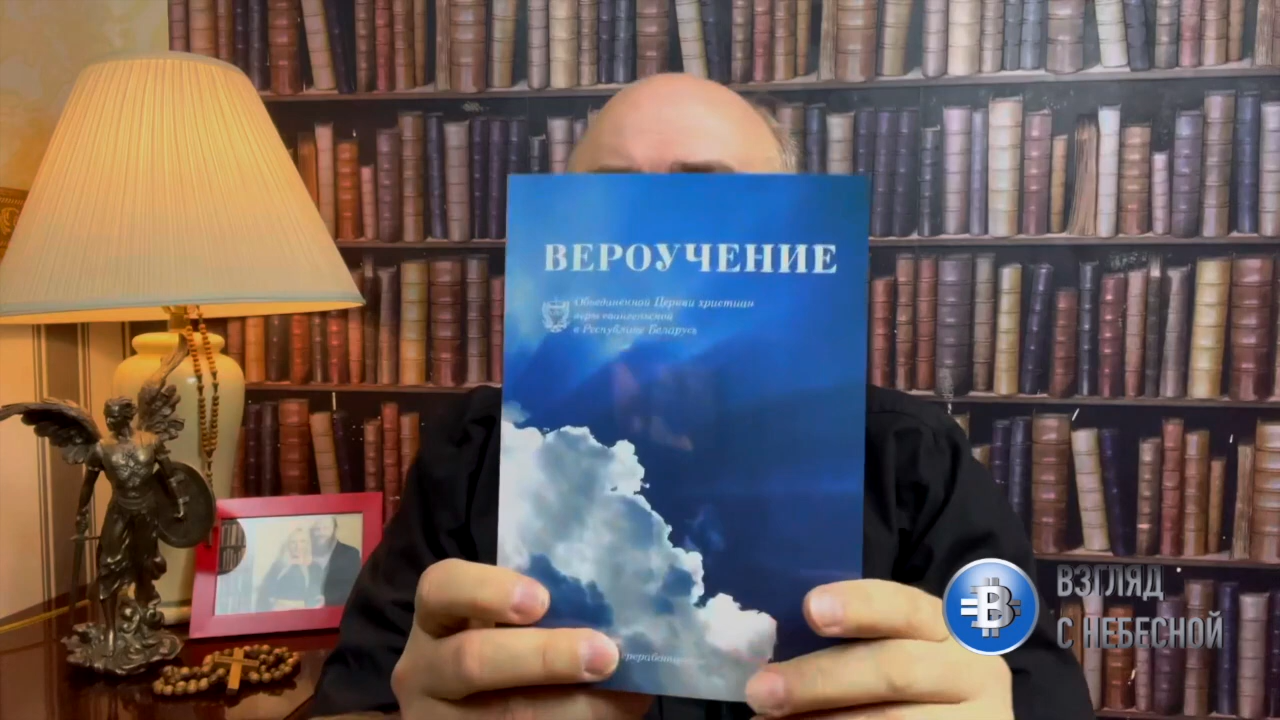 ВЕРОУЧЕНИЕ
Объединенной Церкви христиан
веры евангельской
в Республике Беларусь
ВЗГЛЯД
С НЕБЕСНОЙ